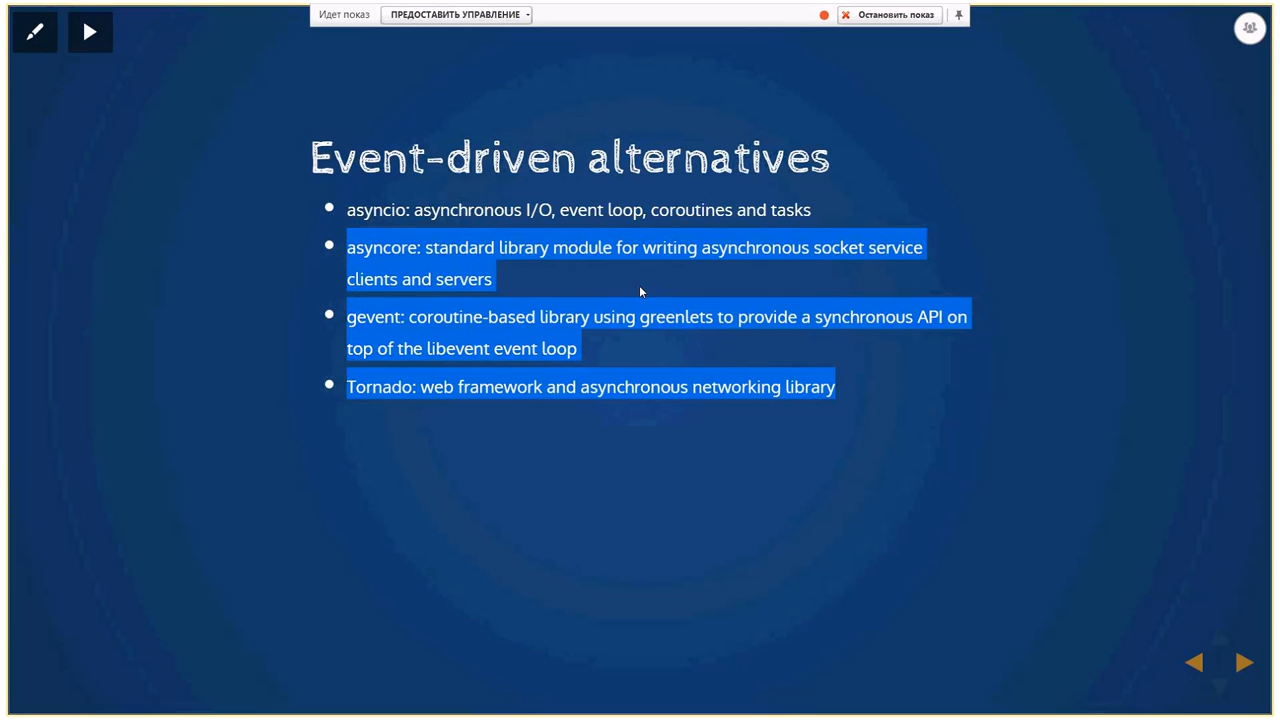 Идет показ
ПРЕДОСТАВИТЬ УПРАВЛЕНИЕ
Остановить показ
Event-driven alternatives
asyncio: asynchronous I/O, event loop, coroutines and tasks
asyncore: standard library module for writing asynchronous socket service
clients and servers
gevent: coroutine-based library using greenlets to provide a synchronous API on
top of the libevent event loop
Tornado: web framework and asynchronous networking library